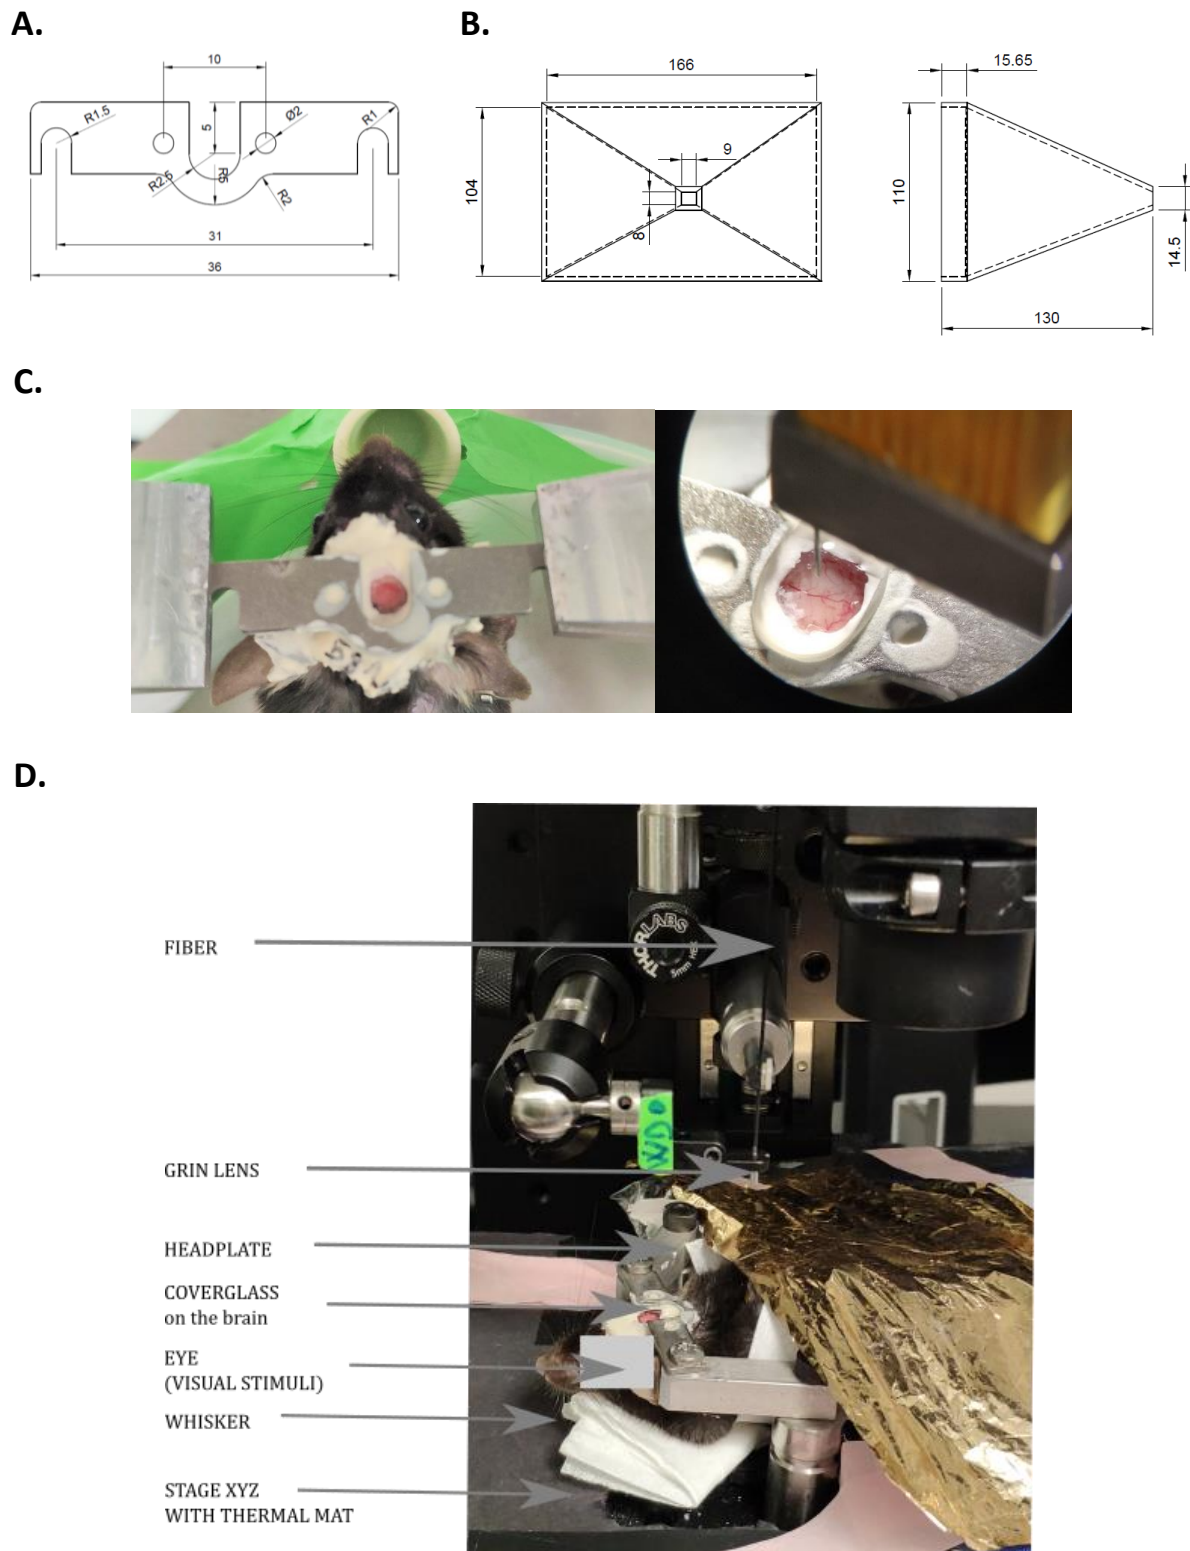 A.
B.
10
R1.5
5
Ø2
R1
R2.5
R5
R2
31
36
166
9
104
8
15.65
110
14.5
130
C.
D.
THORLABS
5mm HEX
FIBER
WD0
GRIN LENS
HEADPLATE
COVERGLASS
on the brain
EYE
(VISUAL STIMULI)
WHISKER
STAGE XYZ
WITH THERMAL MAT